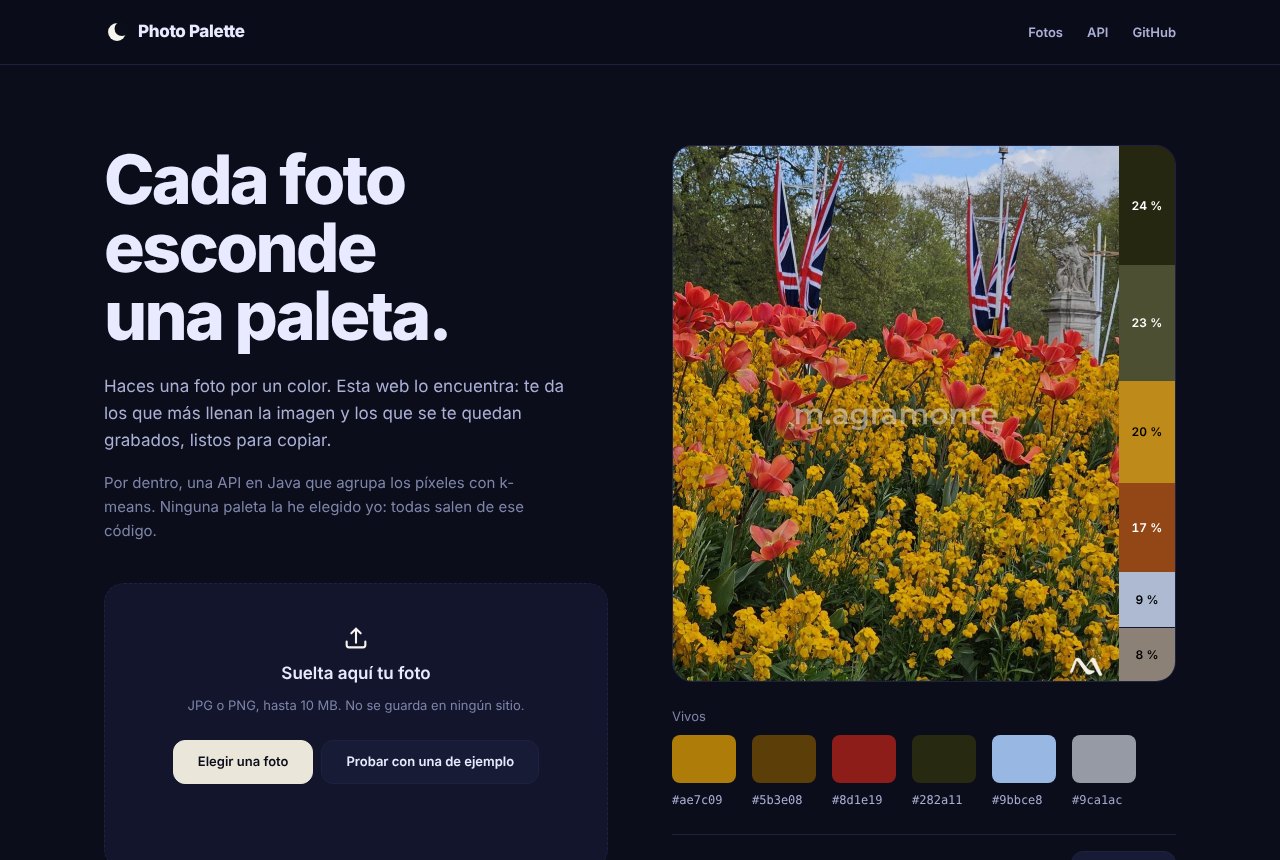 Photo Palette
Fotos
API
GitHub
Cada foto
esconde
una paleta.
Haces una foto por un color. Esta web lo encuentra: te da
los que más llenan la imagen y los que se te quedan
grabados, listos para copiar.
Por dentro, una API en Java que agrupa los píxeles con k-
means. Ninguna paleta la he elegido yo: todas salen de ese
código.
Suelta aquí tu foto
JPG o PNG, hasta 10 MB. No se guarda en ningún sitio.
Elegir una foto
Probar con una de ejemplo
m.agramonte
24 %
23 %
20 %
17 %
9 %
8 %
Vivos
#ae7c09
#5b3e08
#8d1e19
#282a11
#9bbce8
#9ca1ac